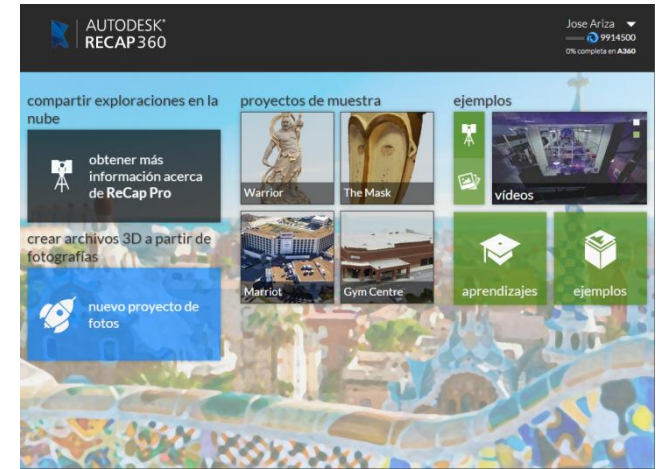 AUTODESK®
RECAP360
Jose Ariza
9914500
0% completa en A360
compartir exploraciones en la
nube
obtener más
información acerca
de ReCap Pro
crear archivos 3D a partir de
fotografías
nuevo proyecto de
fotos
proyectos de muestra
Warrior
The Mask
Marriot
Gym Centre
ejemplos
vídeos
aprendizajes
ejemplos